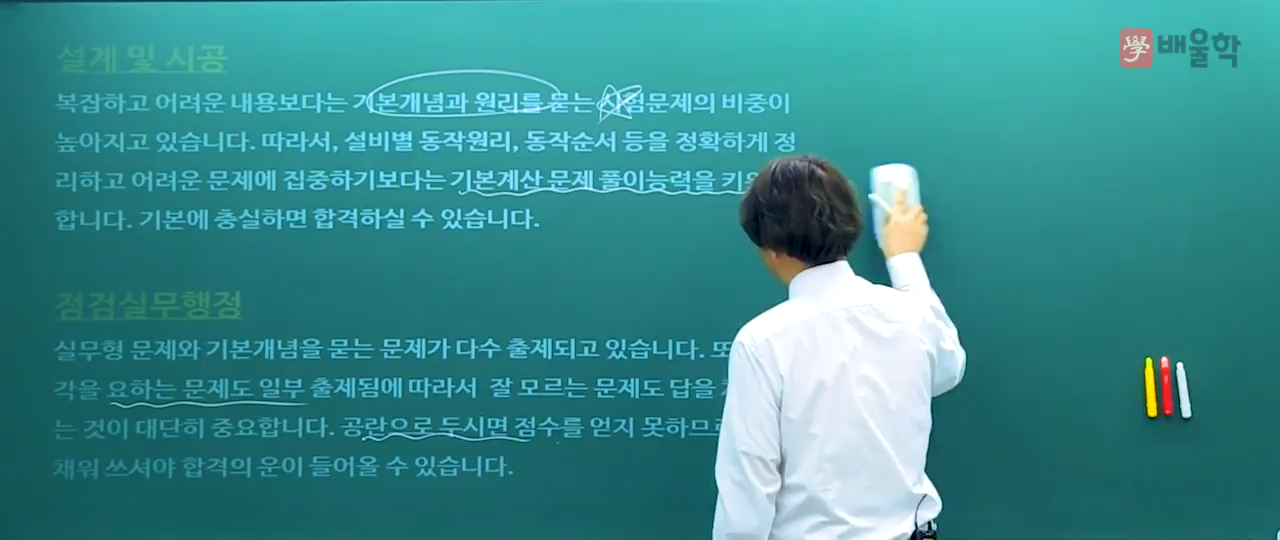 學 배울학
설계 및 시공
복잡하고 어려운 내용보다는 기본개념과 원리를 묻는 시험문제의 비중이
높아지고 있습니다. 따라서, 설비별 동작원리, 동작순서 등을 정확하게 정
리하고 어려운 문제에 집중하기보다는 기본계산 문제 풀이능력을
합니다. 기본에 충실하면 합격하실 수 있습니다.
점검실무행정
실무형 문제와 기본개념을 묻는 문제가 다수 출제되고 있습니다.
각을 요하는 문제도 일부 출제됨에 따라서 잘 모르는 문제도 답을
는 것이 대단히 중요합니다. 공란으로 두시면 점수를 얻지 못하므로
채워 쓰셔야 합격의 운이 들어올 수 있습니다.